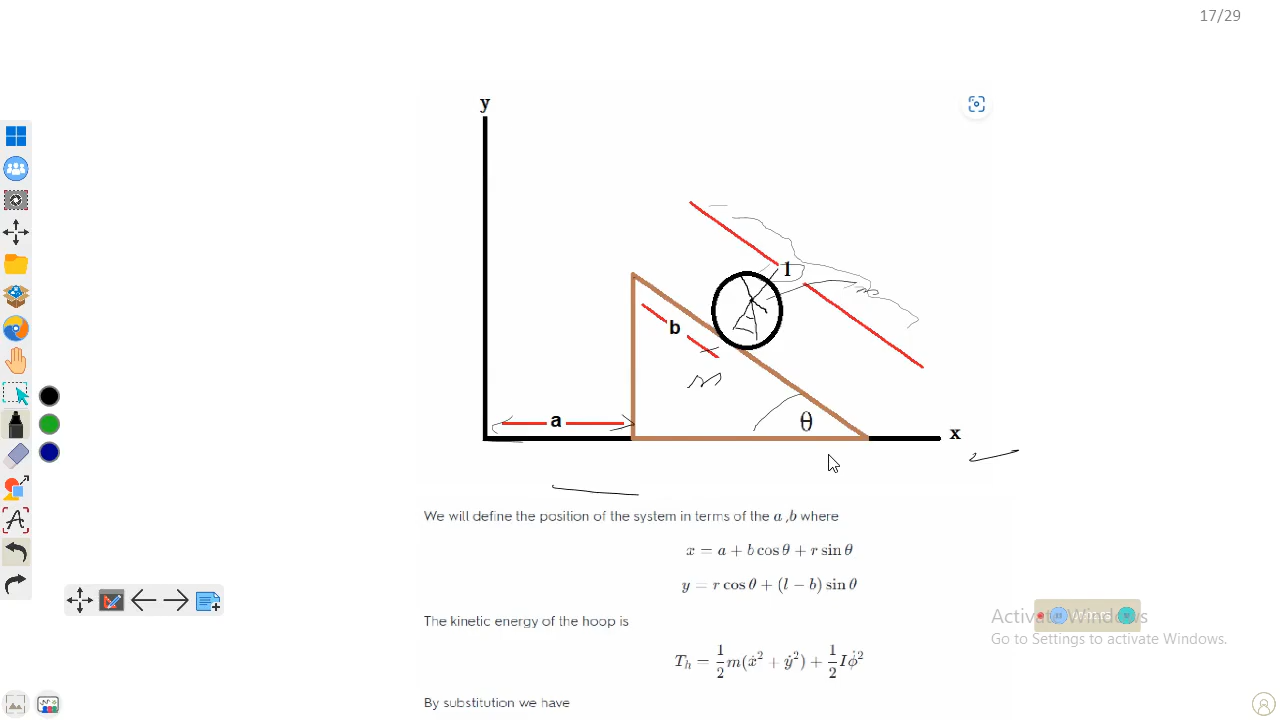 17/29
y
l
b
a
θ
x
We will define the position of the system in terms of the a ,b where
x = a + b cos θ + r sin θ
y = r cos θ + (l − b) sin θ
The kinetic energy of the hoop is
T_h = \frac{1}{2} m(ẋ² + ẏ²) + \frac{1}{2} I ϕ̇²
Activate Windows
Go to Settings to activate Windows.
By substitution we have